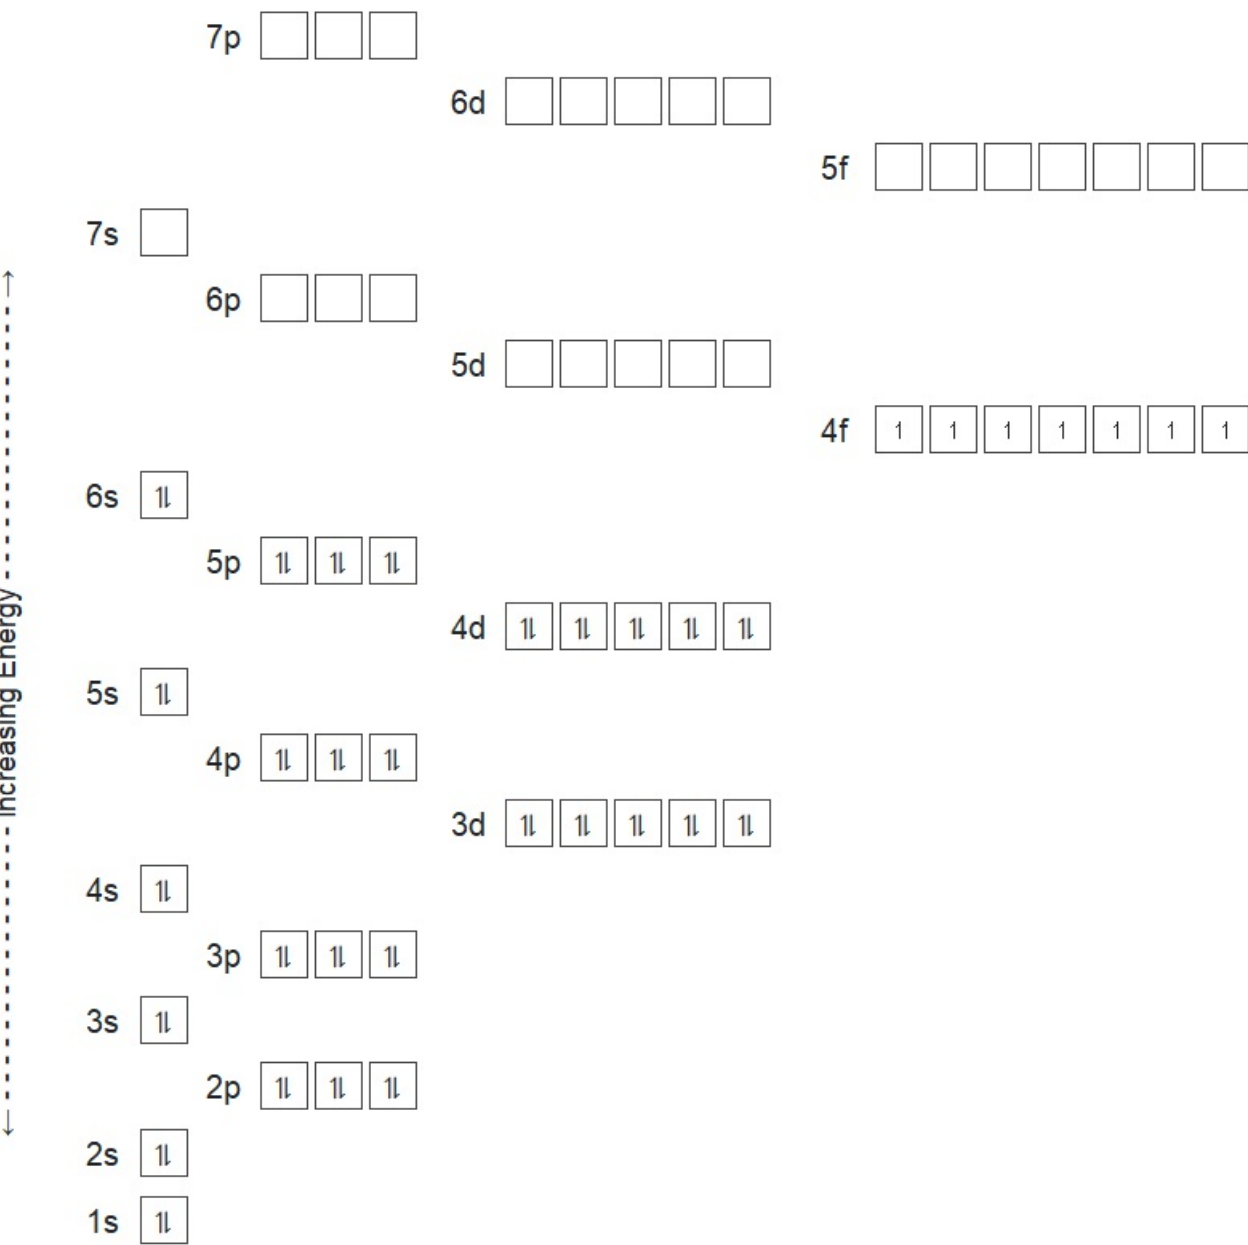 7p
6d
5f
7s
6p
5d
4f 1 1 1 1 1 1 1
6s ⥮
5p ⥮ ⥮ ⥮
4d ⥮ ⥮ ⥮ ⥮ ⥮
5s ⥮
4p ⥮ ⥮ ⥮
3d ⥮ ⥮ ⥮ ⥮ ⥮
4s ⥮
3p ⥮ ⥮ ⥮
3s ⥮
2p ⥮ ⥮ ⥮
2s ⥮
1s ⥮
Increasing Energy